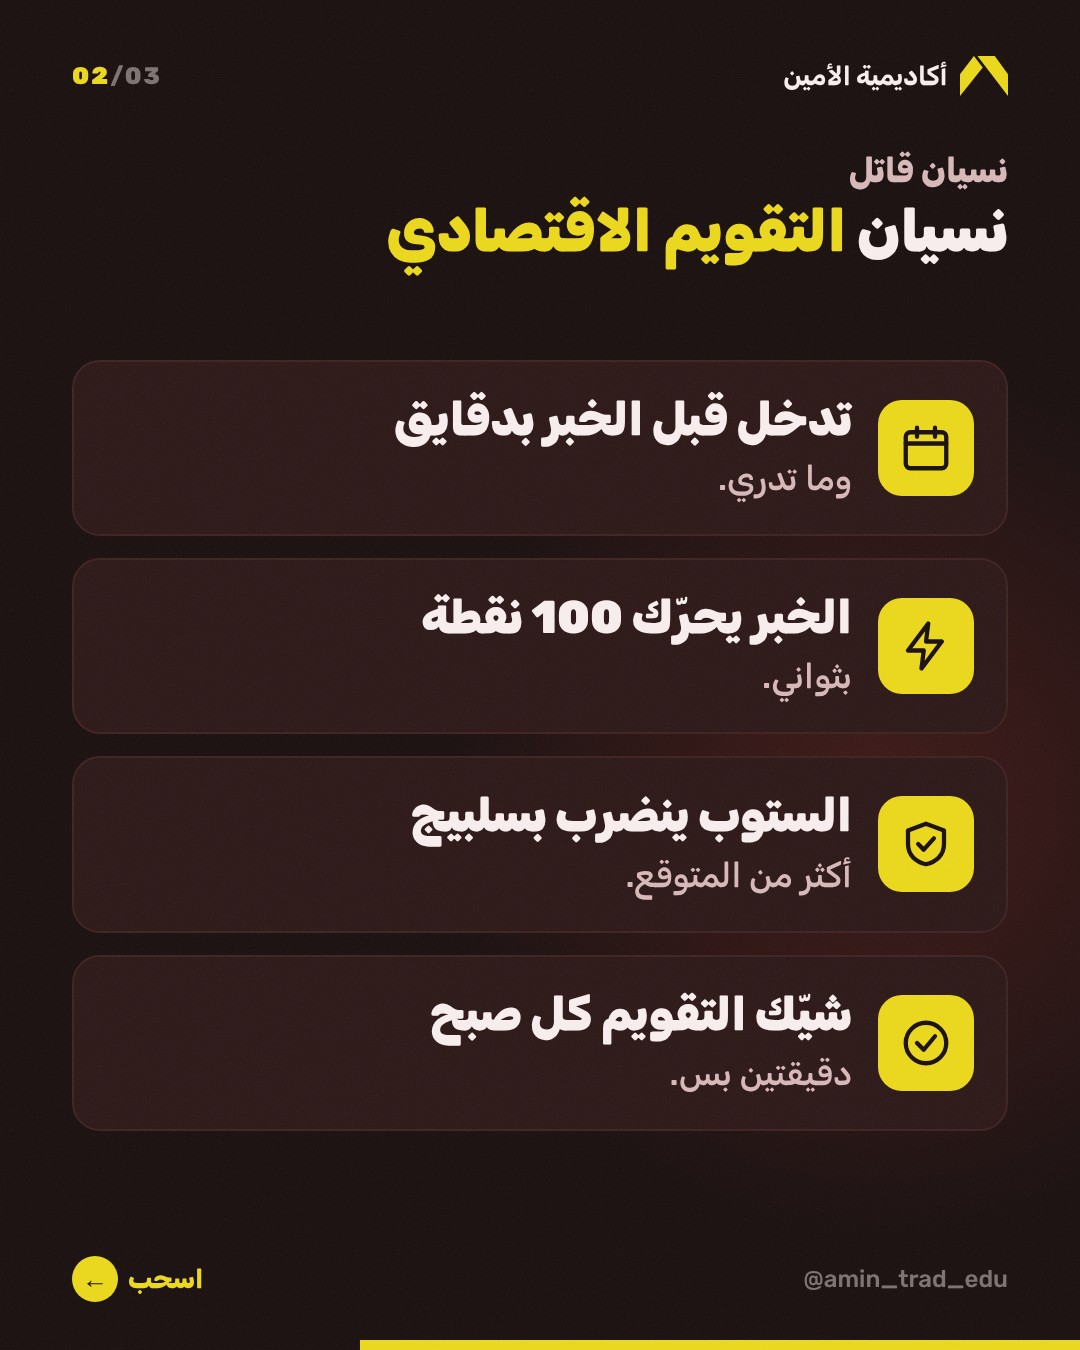 أكاديمية الأمين
02/03
نسيان قاتل
نسيان التقويم الاقتصادي
تدخل قبل الخبر بدقايق
وما تدري.
الخبر يحرّك 100 نقطة
بثواني.
الستوب ينضرب بسلبيج
أكثر من المتوقع.
شيّك التقويم كل صبح
دقيقتين بس.
@amin_trad_edu
اسحب ←